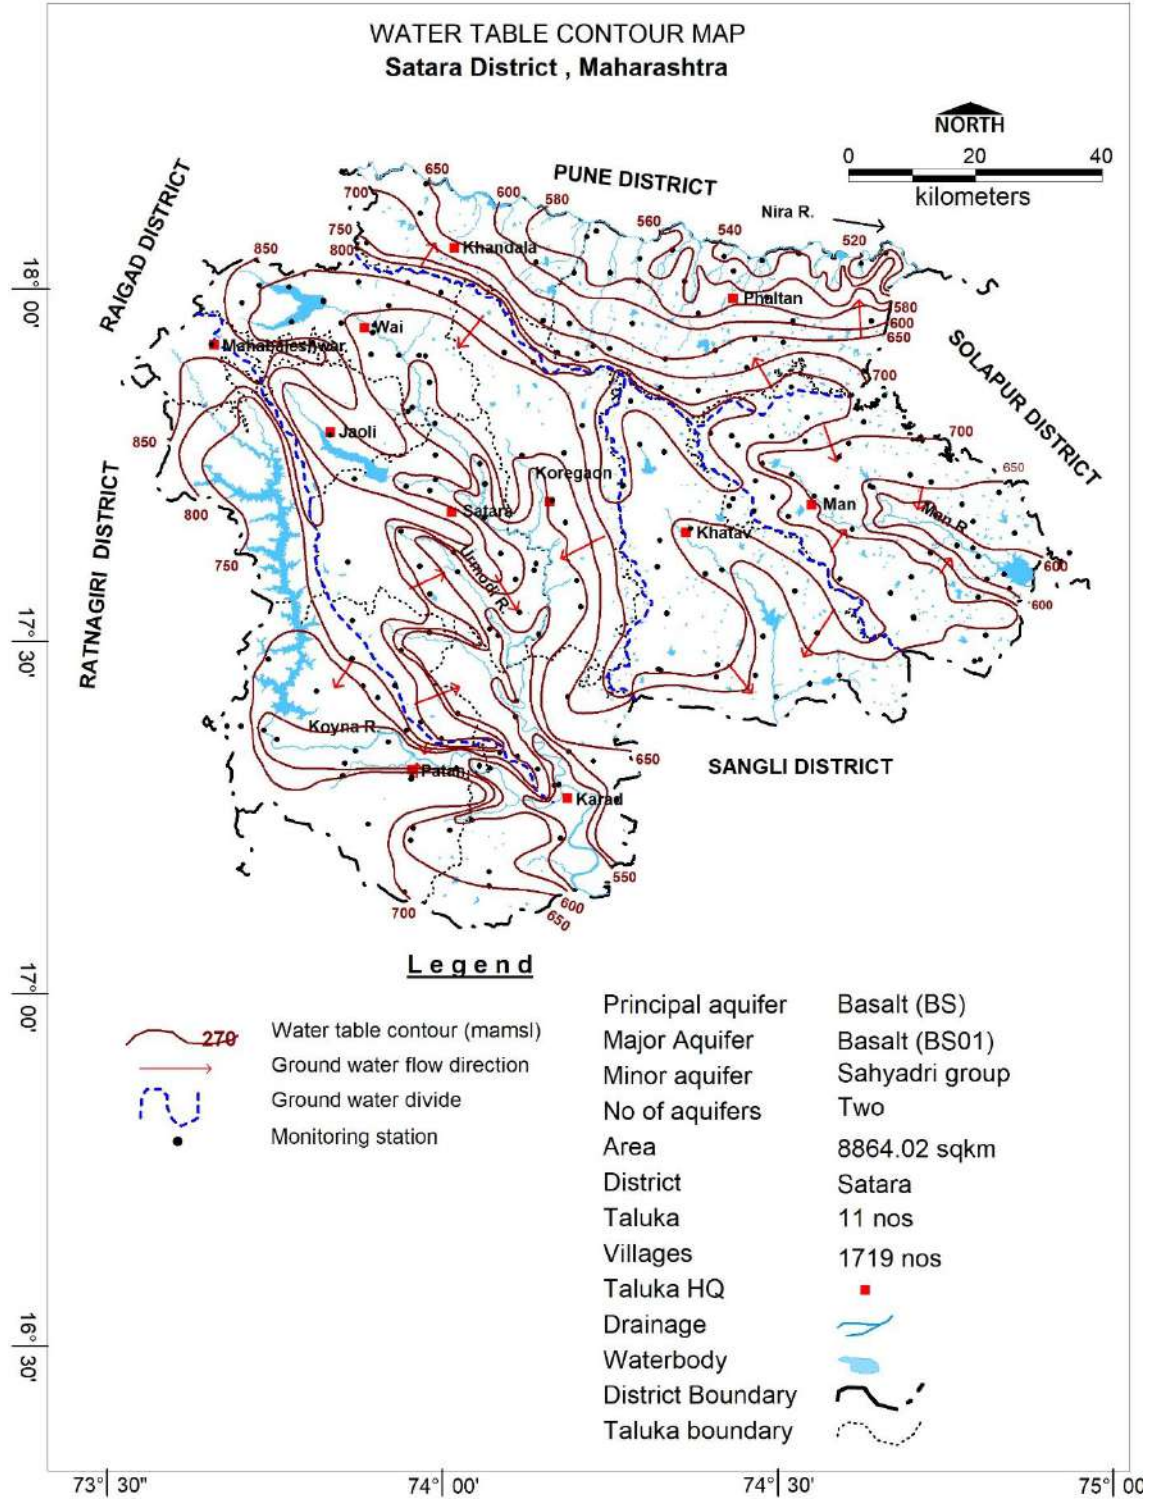 WATER TABLE CONTOUR MAP
Satara District , Maharashtra
NORTH
0 20 40
kilometers
PUNE DISTRICT
RAIGAD DISTRICT
RATNAGIRI DISTRICT
SOLAPUR DISTRICT
SANGLI DISTRICT
Nira R.
650
700
600
580
560
540
520
750
800
850
Khandala
Phaltan
Wai
Mahabaleshwar
580
600
650
700
Jaoli
850
700
650
Koregaon
Satara
Man
Man R
Khatav
800
750
Urmodi R.
600
600
Koyna R.
Patan
650
Karad
550
700
600
650
18° 00'
17° 30'
17° 00'
16° 30'
Legend
270
Water table contour (mamsl)
Ground water flow direction
Ground water divide
Monitoring station
Principal aquifer Basalt (BS)
Major Aquifer Basalt (BS01)
Minor aquifer Sahyadri group
No of aquifers Two
Area 8864.02 sqkm
District Satara
Taluka 11 nos
Villages 1719 nos
Taluka HQ
Drainage
Waterbody
District Boundary
Taluka boundary
73° 30" 74° 00' 74° 30' 75° 00